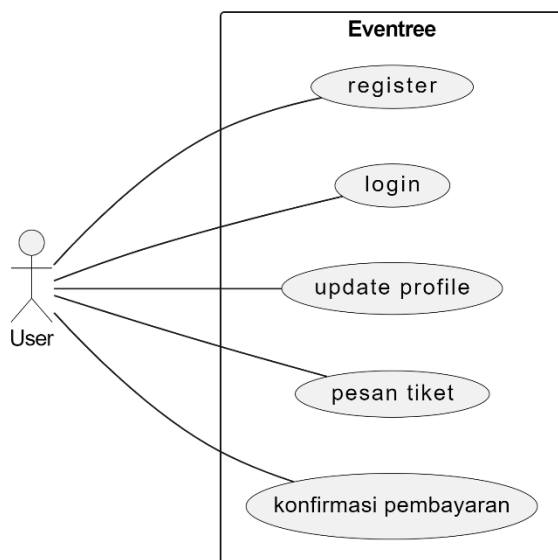 Eventree
register
login
update profile
User
pesan tiket
konfirmasi pembayaran